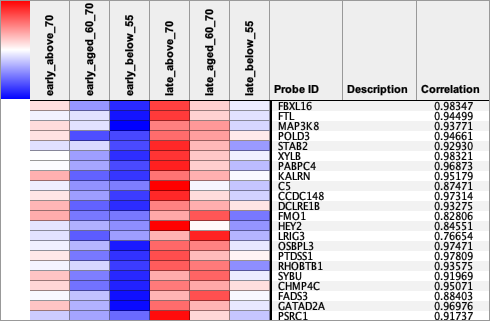 early_above_70
early_aged_60_70
early_below_55
late_above_70
late_aged_60_70
late_below_55
Probe ID Description Correlation
FBXL16 0.98347
FTL 0.94499
MAP3K8 0.93771
POLD3 0.94661
STAB2 0.92930
XYLB 0.98321
PABPC4 0.96873
KALRN 0.95179
C5 0.87471
CCDC148 0.97314
DCLRE1B 0.93275
FMO1 0.82806
HEY2 0.84551
LRIG3 0.76654
OSBPL3 0.97471
PTDSS1 0.97809
RHOBTB1 0.93575
SYBU 0.91969
CHMP4C 0.95071
FADS3 0.88403
GATAD2A 0.96976
PSRC1 0.91737